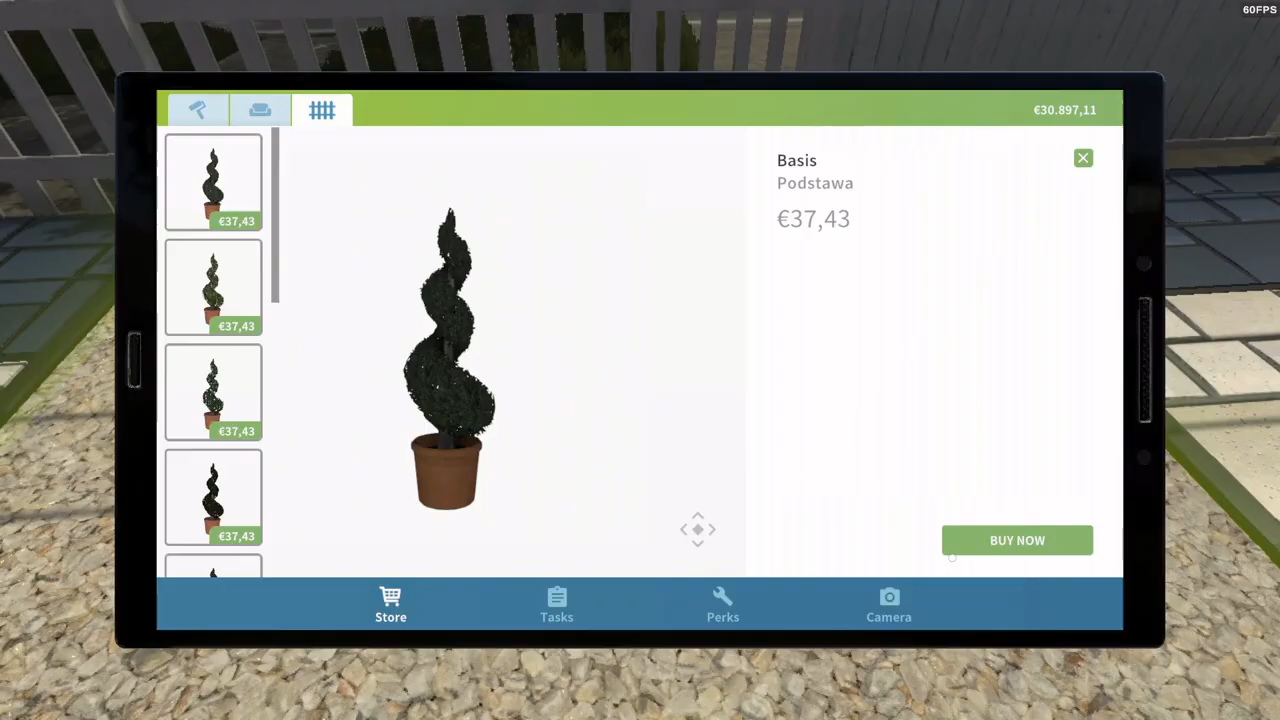 60FPS
€30.897,11
€37,43
€37,43
€37,43
€37,43
Basis
Podstawa
€37,43
BUY NOW
Store
Tasks
Perks
Camera